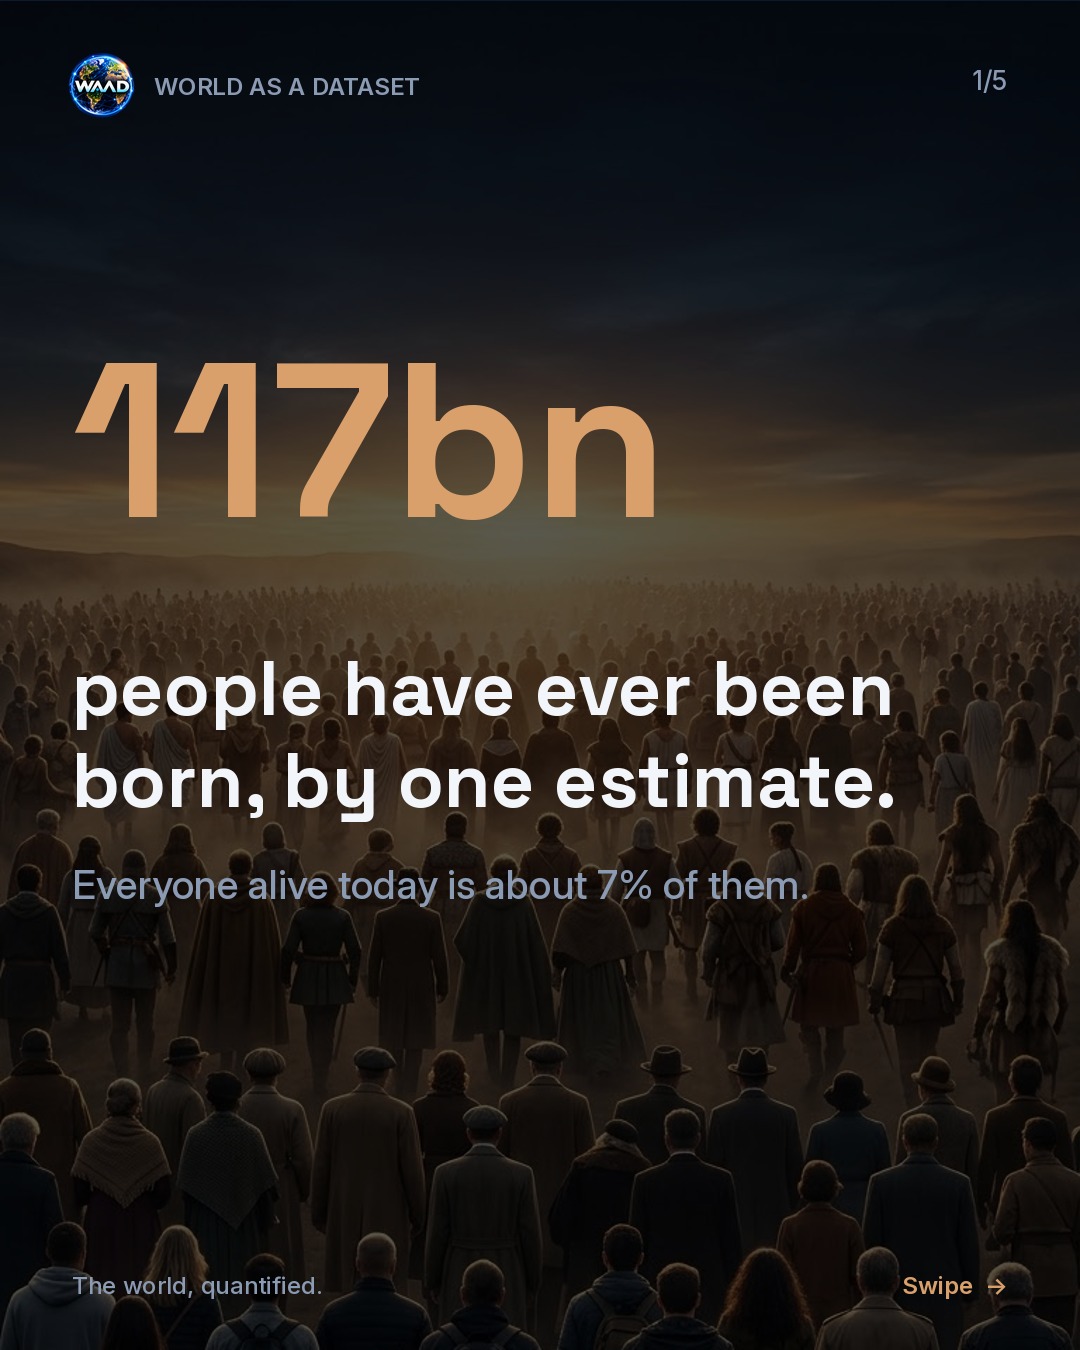 WAAD
WORLD AS A DATASET
1/5
117bn
people have ever been
born, by one estimate.
Everyone alive today is about 7% of them.
The world, quantified.
Swipe →